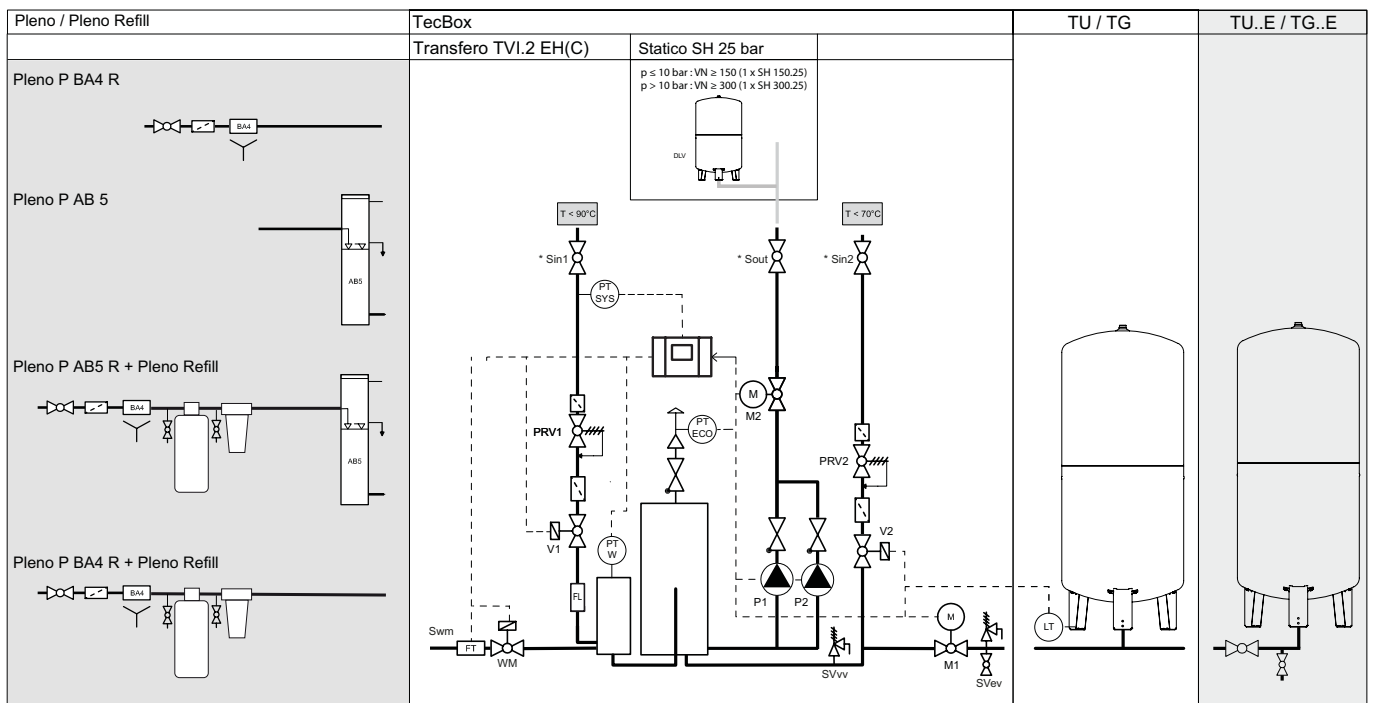 Pleno / Pleno Refill
TecBox
TU / TG
TU..E / TG..E
Transfero TVI.2 EH(C)
Statico SH 25 bar
Pleno P BA4 R
BA4
p ≤ 10 bar : VN ≥ 150 (1 x SH 150.25)
p > 10 bar : VN ≥ 300 (1 x SH 300.25)
DLV
Pleno P AB 5
AB5
T < 90°C
T < 70°C
* Sin1
* Sout
* Sin2
PT
SYS
Pleno P AB5 R + Pleno Refill
BA4
AB5
M
M2
PRV1
PT
ECO
PRV2
V1
PT
W
V2
Pleno P BA4 R + Pleno Refill
BA4
FL
P1
P2
M
LT
Swm
FT
WM
SVvv
M1
SVev